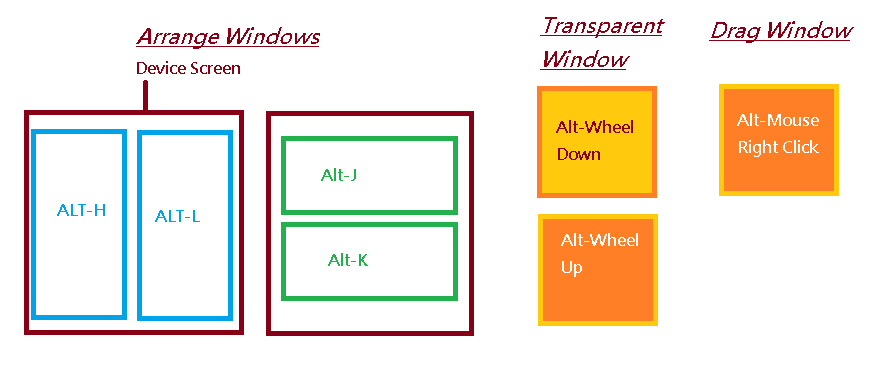 Arrange Windows
Device Screen
ALT-H
ALT-L
Alt-J
Alt-K
Transparent
Window
Alt-Wheel
Down
Alt-Wheel
Up
Drag Window
Alt-Mouse
Right Click